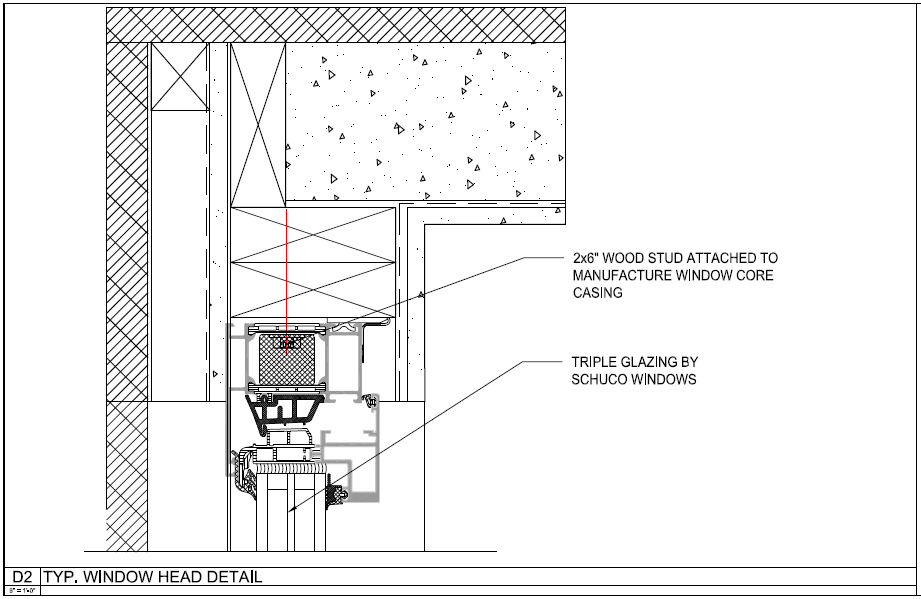 2x6" WOOD STUD ATTACHED TO
MANUFACTURE WINDOW CORE
CASING
TRIPLE GLAZING BY
SCHUCO WINDOWS
D2 TYP. WINDOW HEAD DETAIL